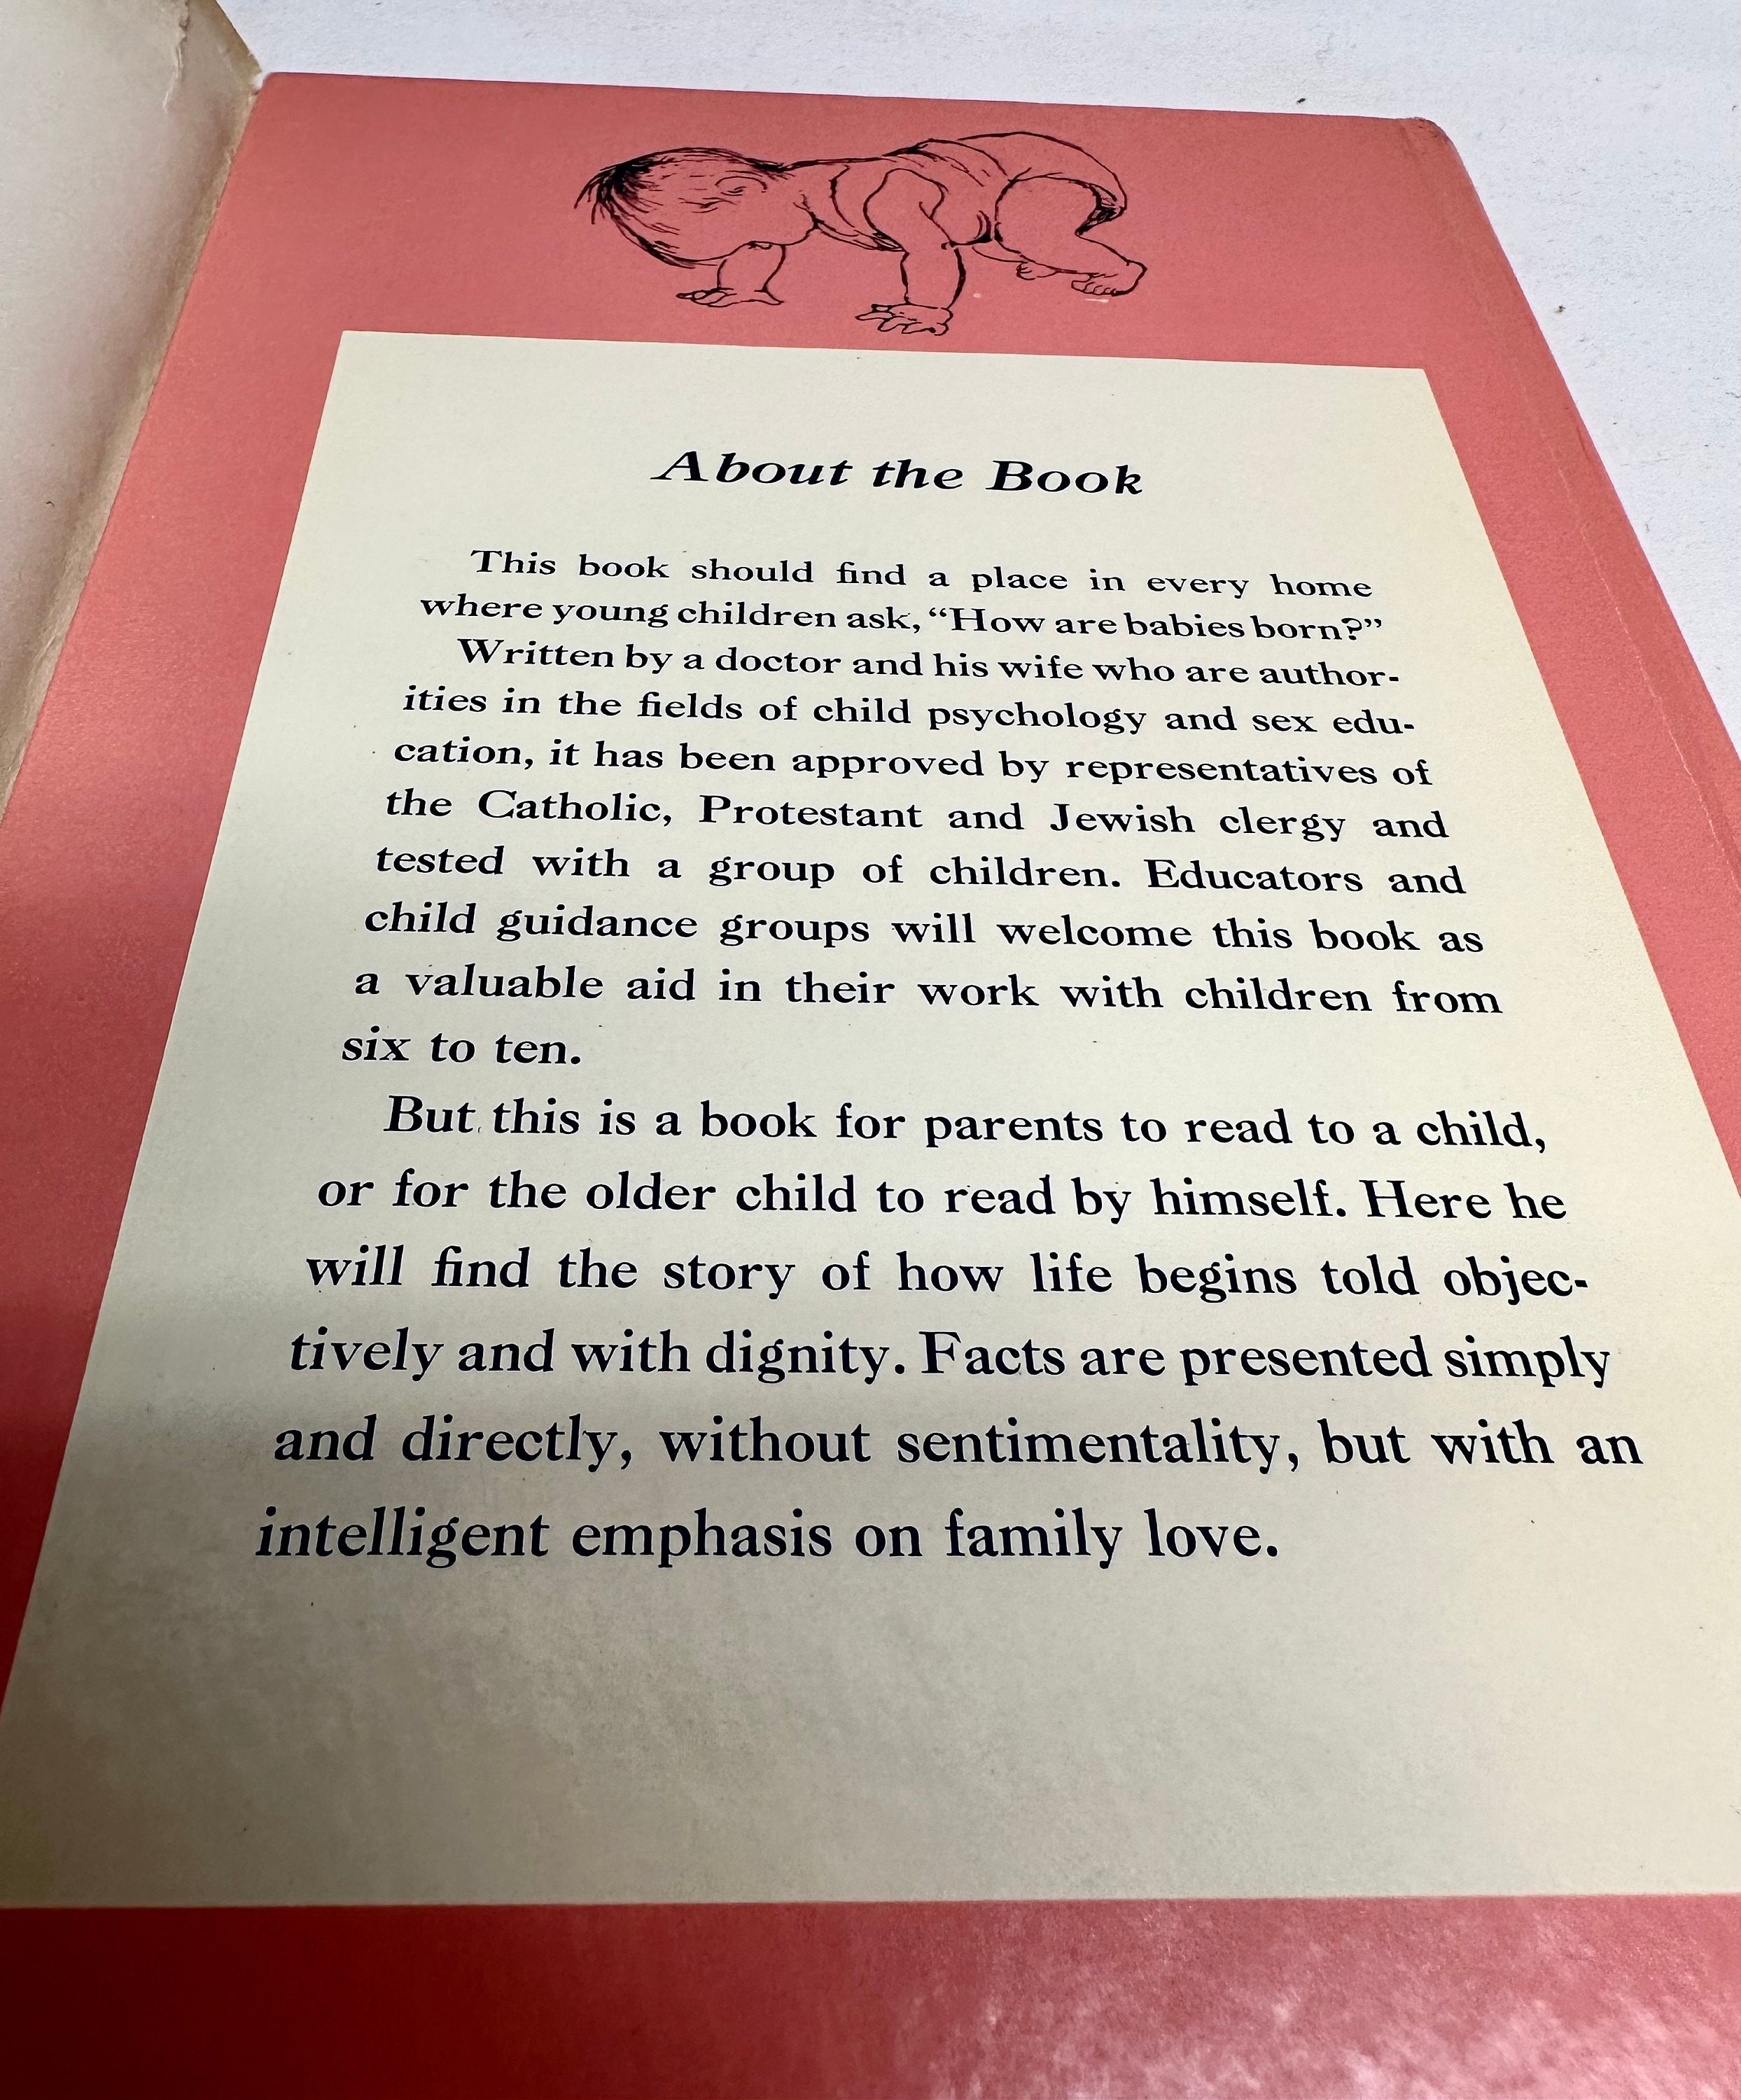 About the Book
This book should find a place in every home
where young children ask, “How are babies born?”
Written by a doctor and his wife who are author-
ities in the fields of child psychology and sex edu-
cation, it has been approved by representatives of
the Catholic, Protestant and Jewish clergy and
tested with a group of children. Educators and
child guidance groups will welcome this book as
a valuable aid in their work with children from
six to ten.
But this is a book for parents to read to a child,
or for the older child to read by himself. Here he
will find the story of how life begins told objec-
tively and with dignity. Facts are presented simply
and directly, without sentimentality, but with an
intelligent emphasis on family love.